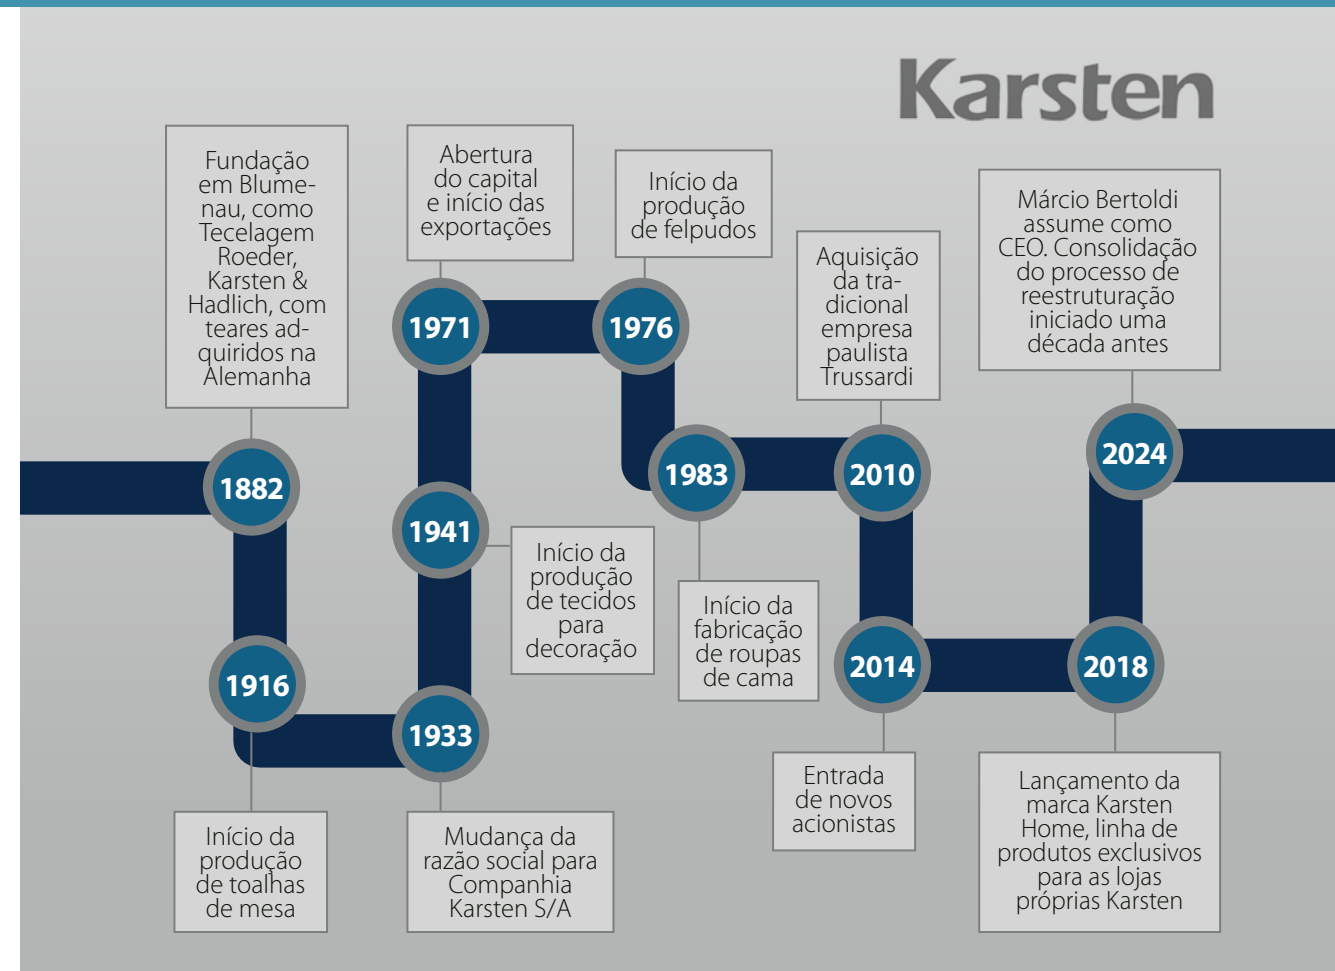 Karsten
1882
Fundação
em Blume-
nau, como
Tecelagem
Roeder,
Karsten &
Hadlich, com
teares ad-
quiridos na
Alemanha
1916
Início da
produção
de toalhas
de mesa
1933
Mudança da
razão social para
Companhia
Karsten S/A
1941
Início da
produção
de tecidos
para
decoração
1971
Abertura
do capital
e início das
exportações
1976
Início da
produção
de felpudos
1983
Início da
fabricação
de roupas
de cama
2010
Aquisição
da tra-
dicional
empresa
paulista
Trussardi
2014
Entrada
de novos
acionistas
2018
Lançamento da
marca Karsten
Home, linha de
produtos exclusivos
para as lojas
próprias Karsten
2024
Márcio Bertoldi
assume como
CEO. Consolidação
do processo de
reestruturação
iniciado uma
década antes